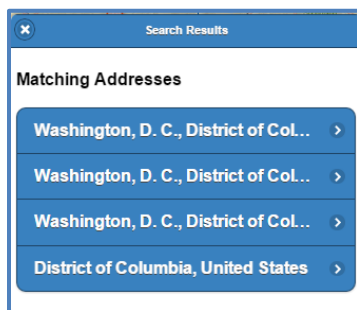 Search Results
Matching Addresses
Washington, D. C., District of Col...
Washington, D. C., District of Col...
Washington, D. C., District of Col...
District of Columbia, United States